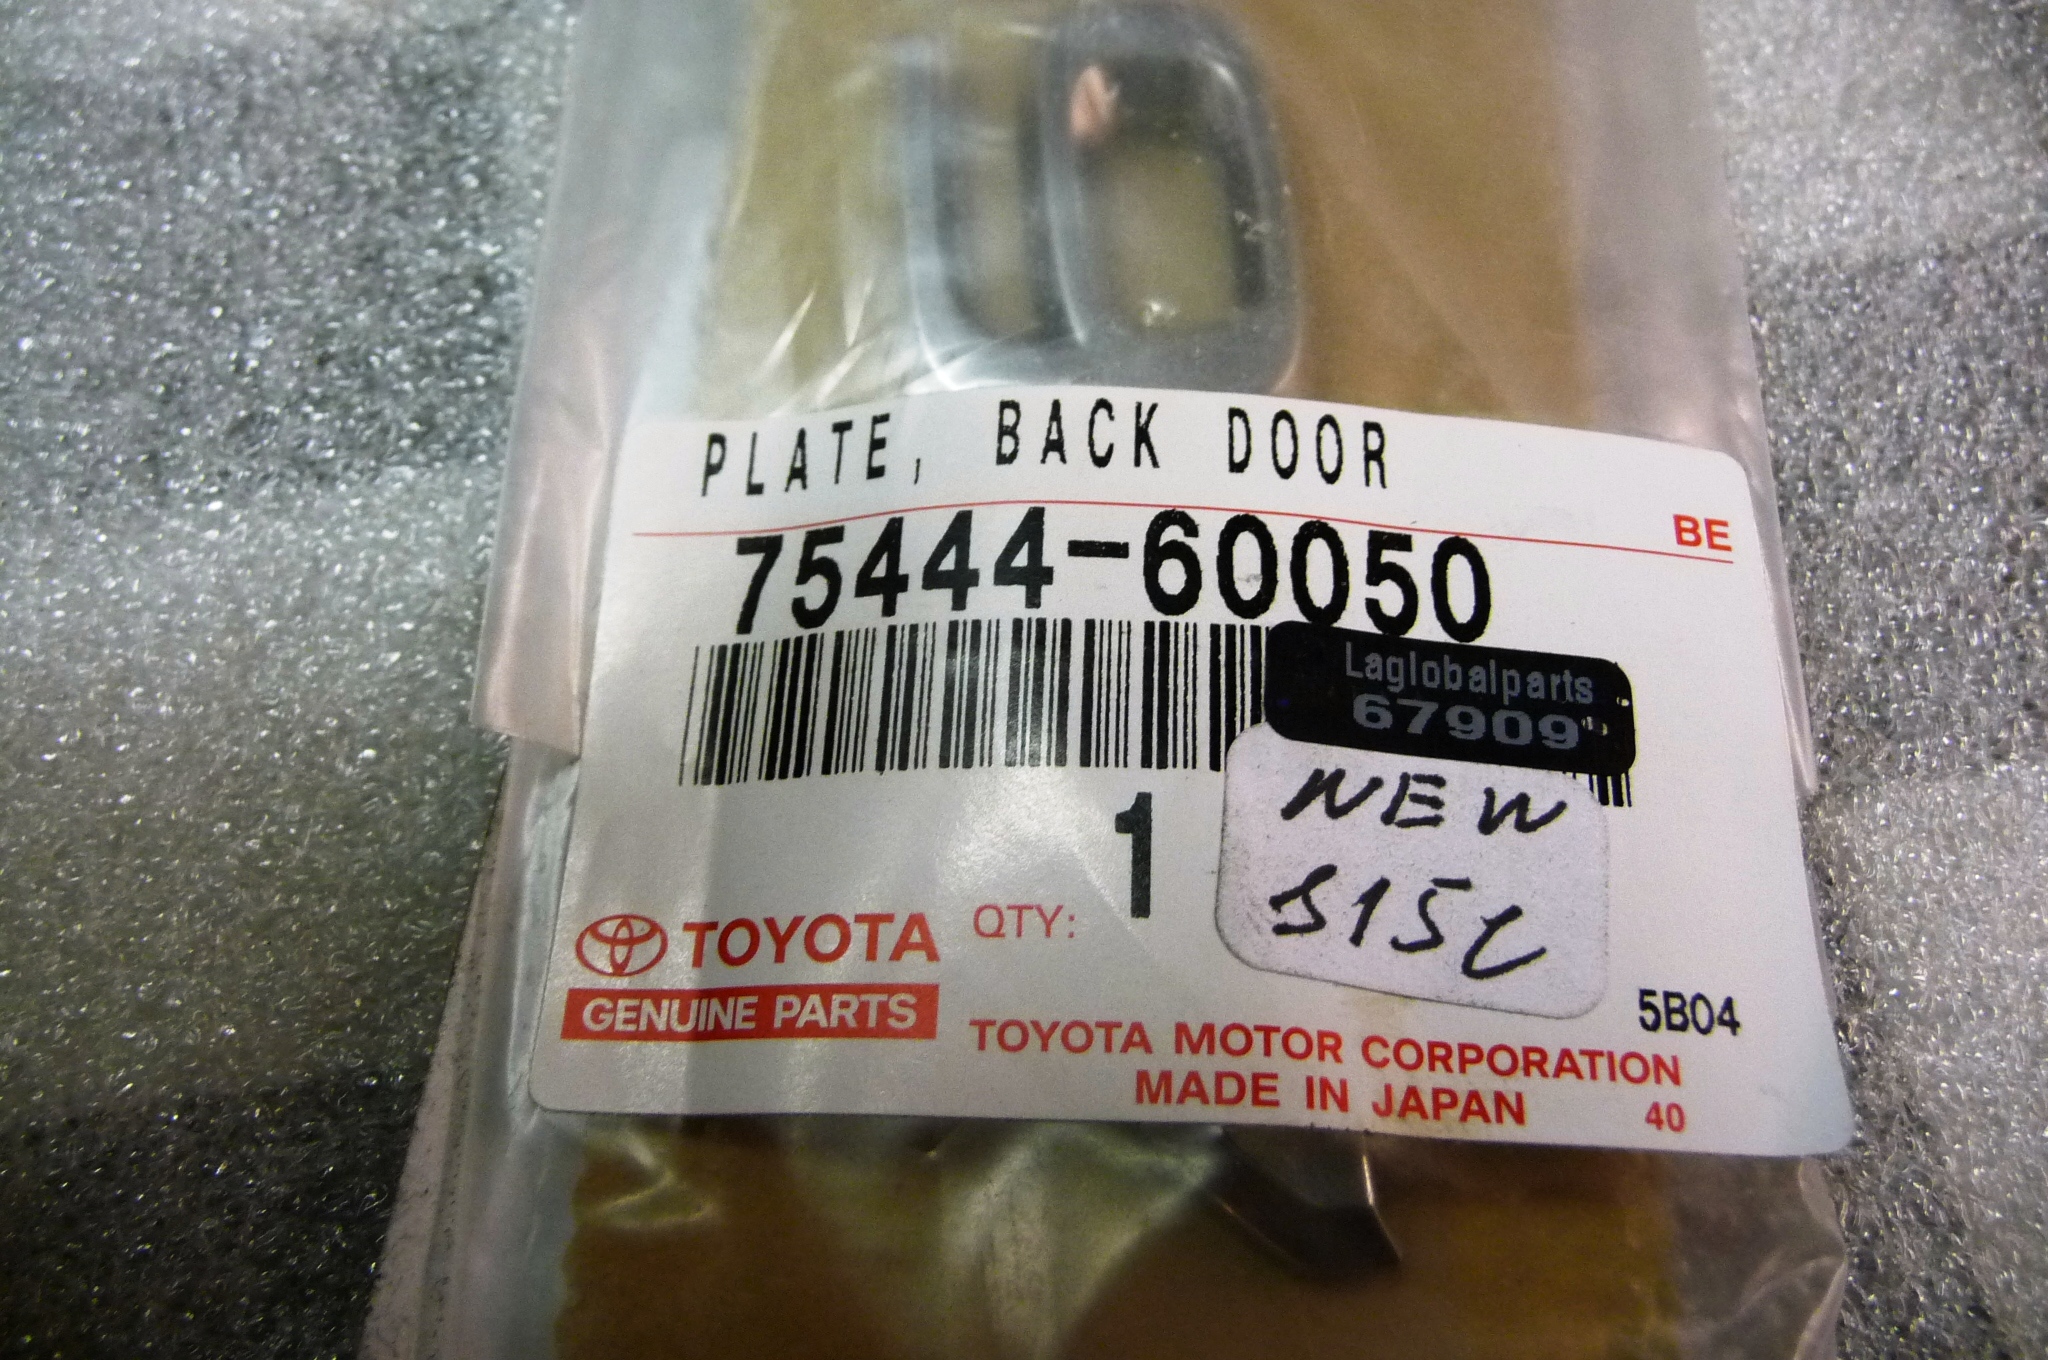 PLATE, BACK DOOR
BE
75444-60050
Laglobalparts
67909
NEW
S15C
1
QTY:
TOYOTA
GENUINE PARTS
5B04
TOYOTA MOTOR CORPORATION
MADE IN JAPAN
40